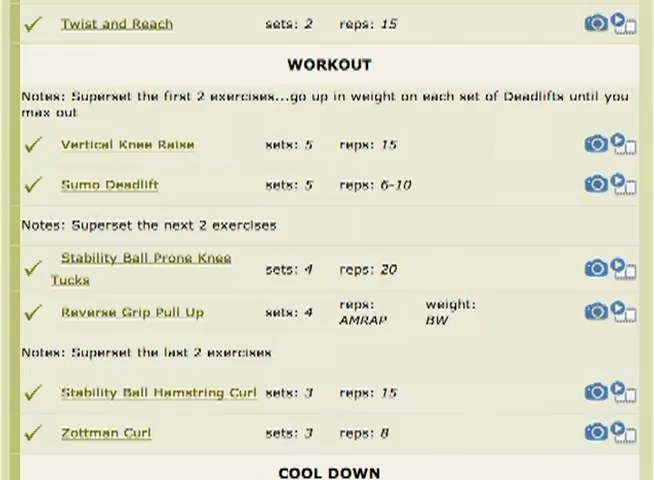 Twist and Reach sets: 2 reps: 15
WORKOUT
Notes: Superset the first 2 exercises...go up in weight on each set of Deadlifts until you
max out
Vertical Knee Raise sets: 5 reps: 15
Sumo Deadlift sets: 5 reps: 6-10
Notes: Superset the next 2 exercises
Stability Ball Prone Knee
Tucks sets: 4 reps: 20
Reverse Grip Pull Up sets: 4 reps: AMRAP weight: BW
Notes: Superset the last 2 exercises
Stability Ball Hamstring Curl sets: 3 reps: 15
Zottman Curl sets: 3 reps: 8
COOL DOWN